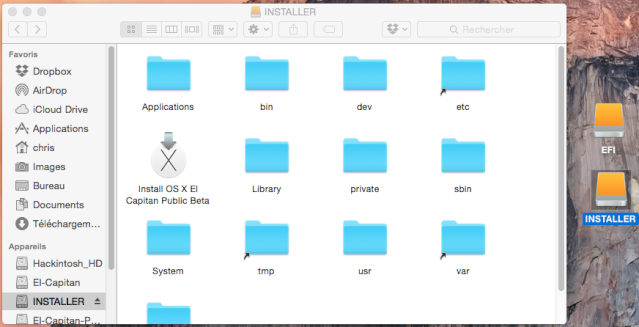 INSTALLER
Rechercher
Favoris
Dropbox
AirDrop
iCloud Drive
Applications
chris
Images
Bureau
Documents
Téléchargem...
Appareils
Hackintosh_HD
El-Capitan
INSTALLER
El-Capitan-P...
Applications
bin
dev
etc
Install OS X El
Capitan Public Beta
Library
private
sbin
System
tmp
usr
var
EFI
INSTALLER